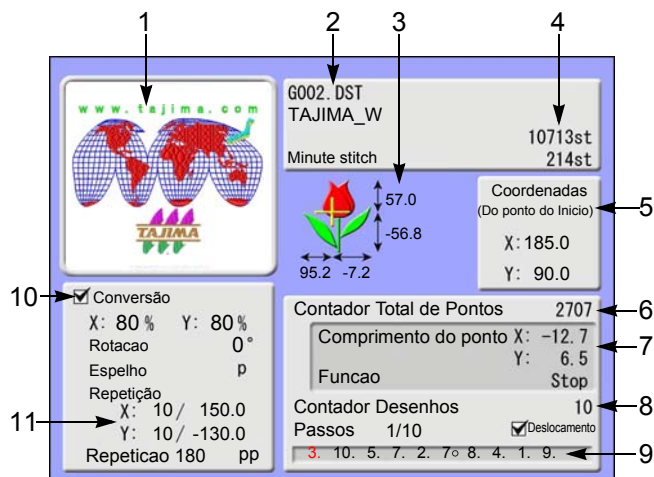 1
2
3
4
www.tajima.com
TAJIMA
G002.DST
TAJIMA_W
10713st
Minute stitch 214st
57.0
-56.8
95.2 -7.2
Coordenadas
(Do ponto do Inicio)
X:185.0
Y: 90.0
5
10
Conversão
X: 80% Y: 80%
Rotacao 0°
Espelho p
Repetição
X: 10/ 150.0
Y: 10/ -130.0
Repeticao 180 pp
11
Contador Total de Pontos 2707
6
Comprimento do ponto X: -12.7
Y: 6.5
7
Funcao Stop
Contador Desenhos 10
8
Passos 1/10 Deslocamento
3. 10. 5. 7. 2. 7○ 8. 4. 1. 9.
9